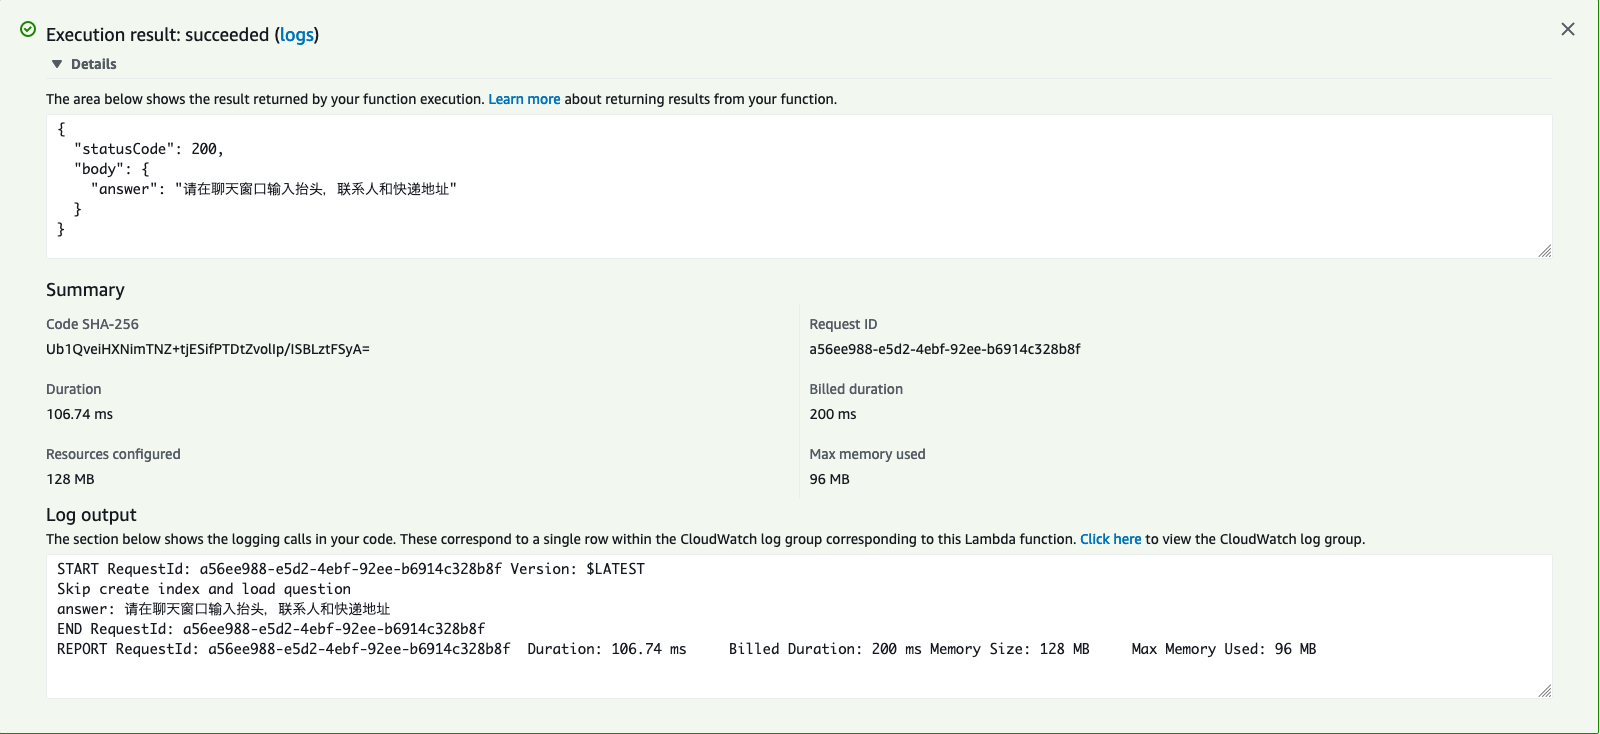 Execution result: succeeded (logs)
Details
The area below shows the result returned by your function execution. Learn more about returning results from your function.
{
"statusCode": 200,
"body": {
"answer": "请在聊天窗口输入抬头，联系人和快递地址"
}
}
Summary
Code SHA-256
Ub1QveiHXNimTNZ+tjESifPTDtZvolIp/ISBLztFSyA=
Request ID
a56ee988-e5d2-4ebf-92ee-b6914c328b8f
Duration
106.74 ms
Billed duration
200 ms
Resources configured
128 MB
Max memory used
96 MB
Log output
The section below shows the logging calls in your code. These correspond to a single row within the CloudWatch log group corresponding to this Lambda function. Click here to view the CloudWatch log group.
START RequestId: a56ee988-e5d2-4ebf-92ee-b6914c328b8f Version: $LATEST
Skip create index and load question
answer: 请在聊天窗口输入抬头，联系人和快递地址
END RequestId: a56ee988-e5d2-4ebf-92ee-b6914c328b8f
REPORT RequestId: a56ee988-e5d2-4ebf-92ee-b6914c328b8f Duration: 106.74 ms Billed Duration: 200 ms Memory Size: 128 MB Max Memory Used: 96 MB